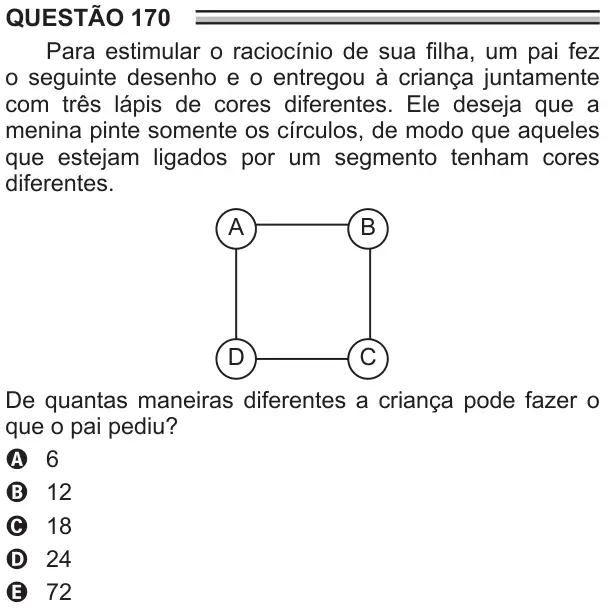 QUESTÃO 170
Para estimular o raciocínio de sua filha, um pai fez
o seguinte desenho e o entregou à criança juntamente
com três lápis de cores diferentes. Ele deseja que a
menina pinte somente os círculos, de modo que aqueles
que estejam ligados por um segmento tenham cores
diferentes.
A B
D C
De quantas maneiras diferentes a criança pode fazer o
que o pai pediu?
A 6
B 12
C 18
D 24
E 72